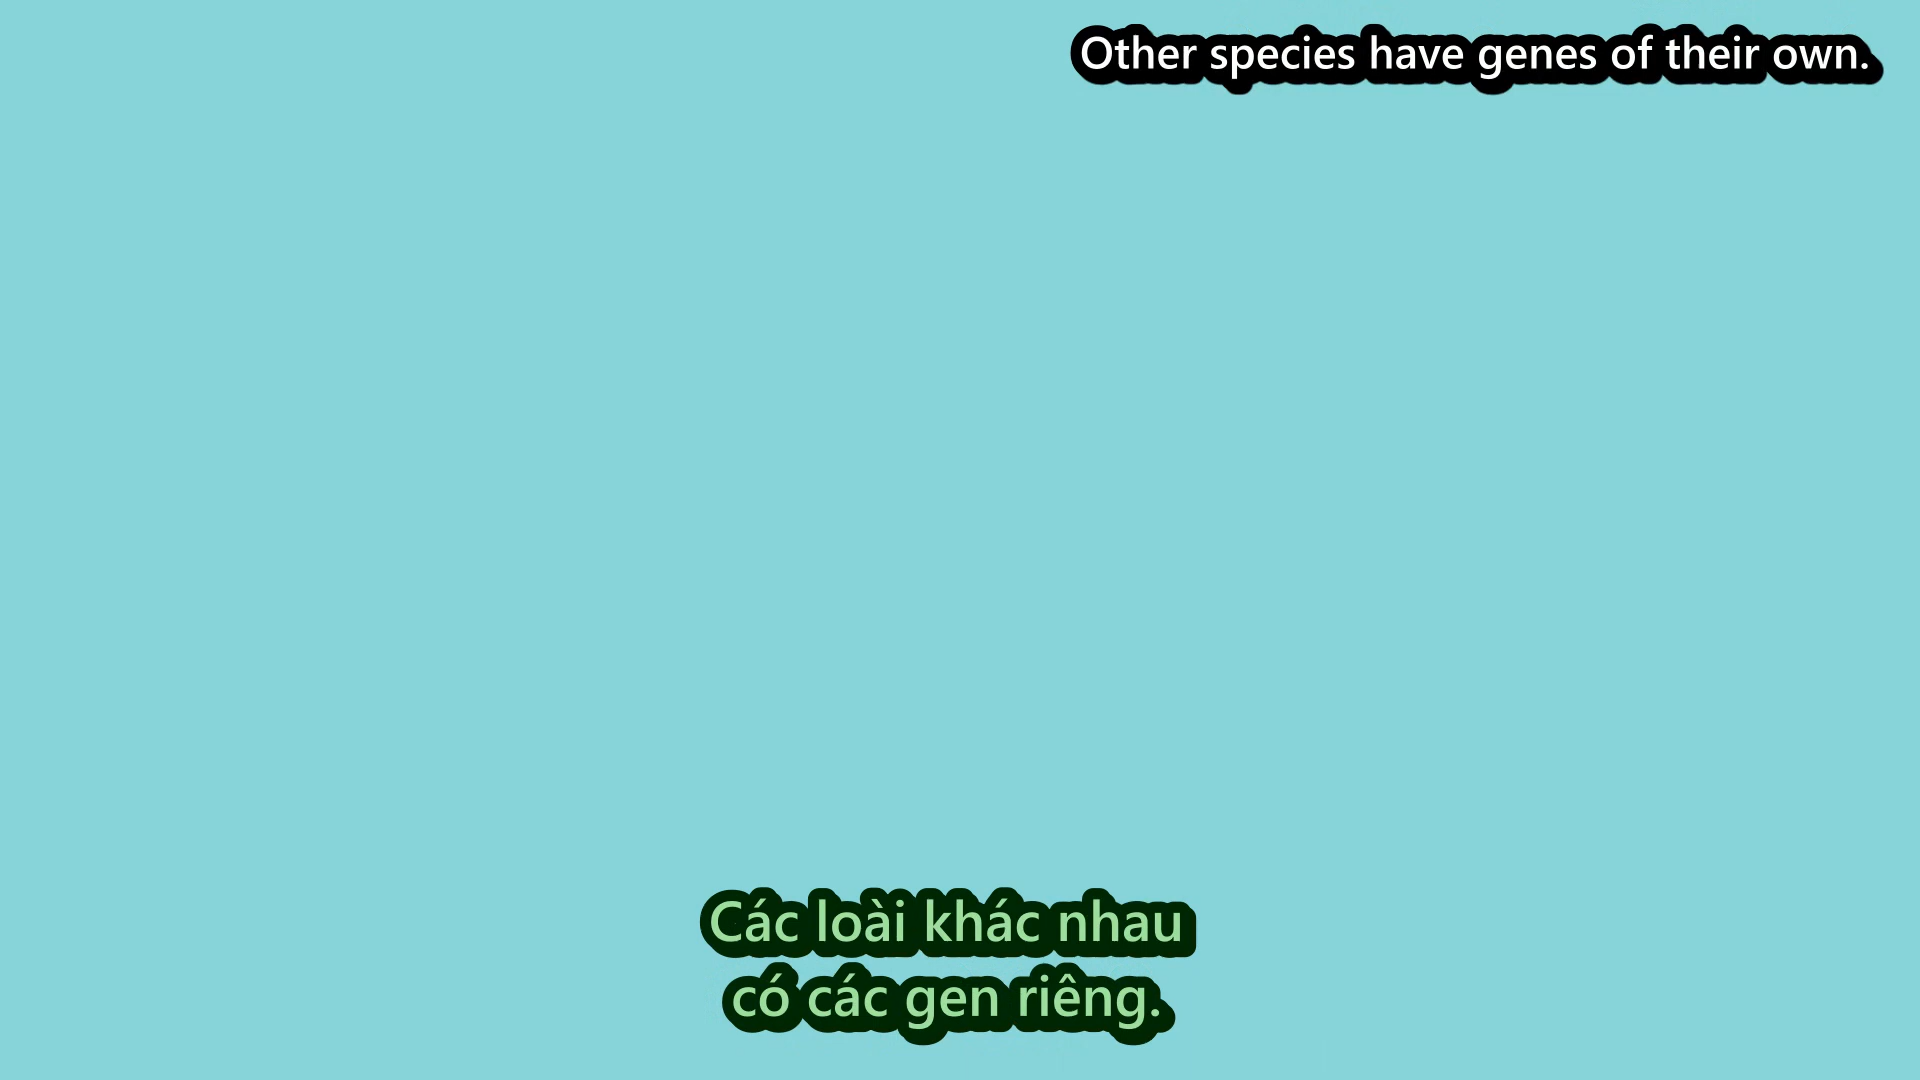 Other species have genes of their own.
Các loài khác nhau
có các gen riêng.